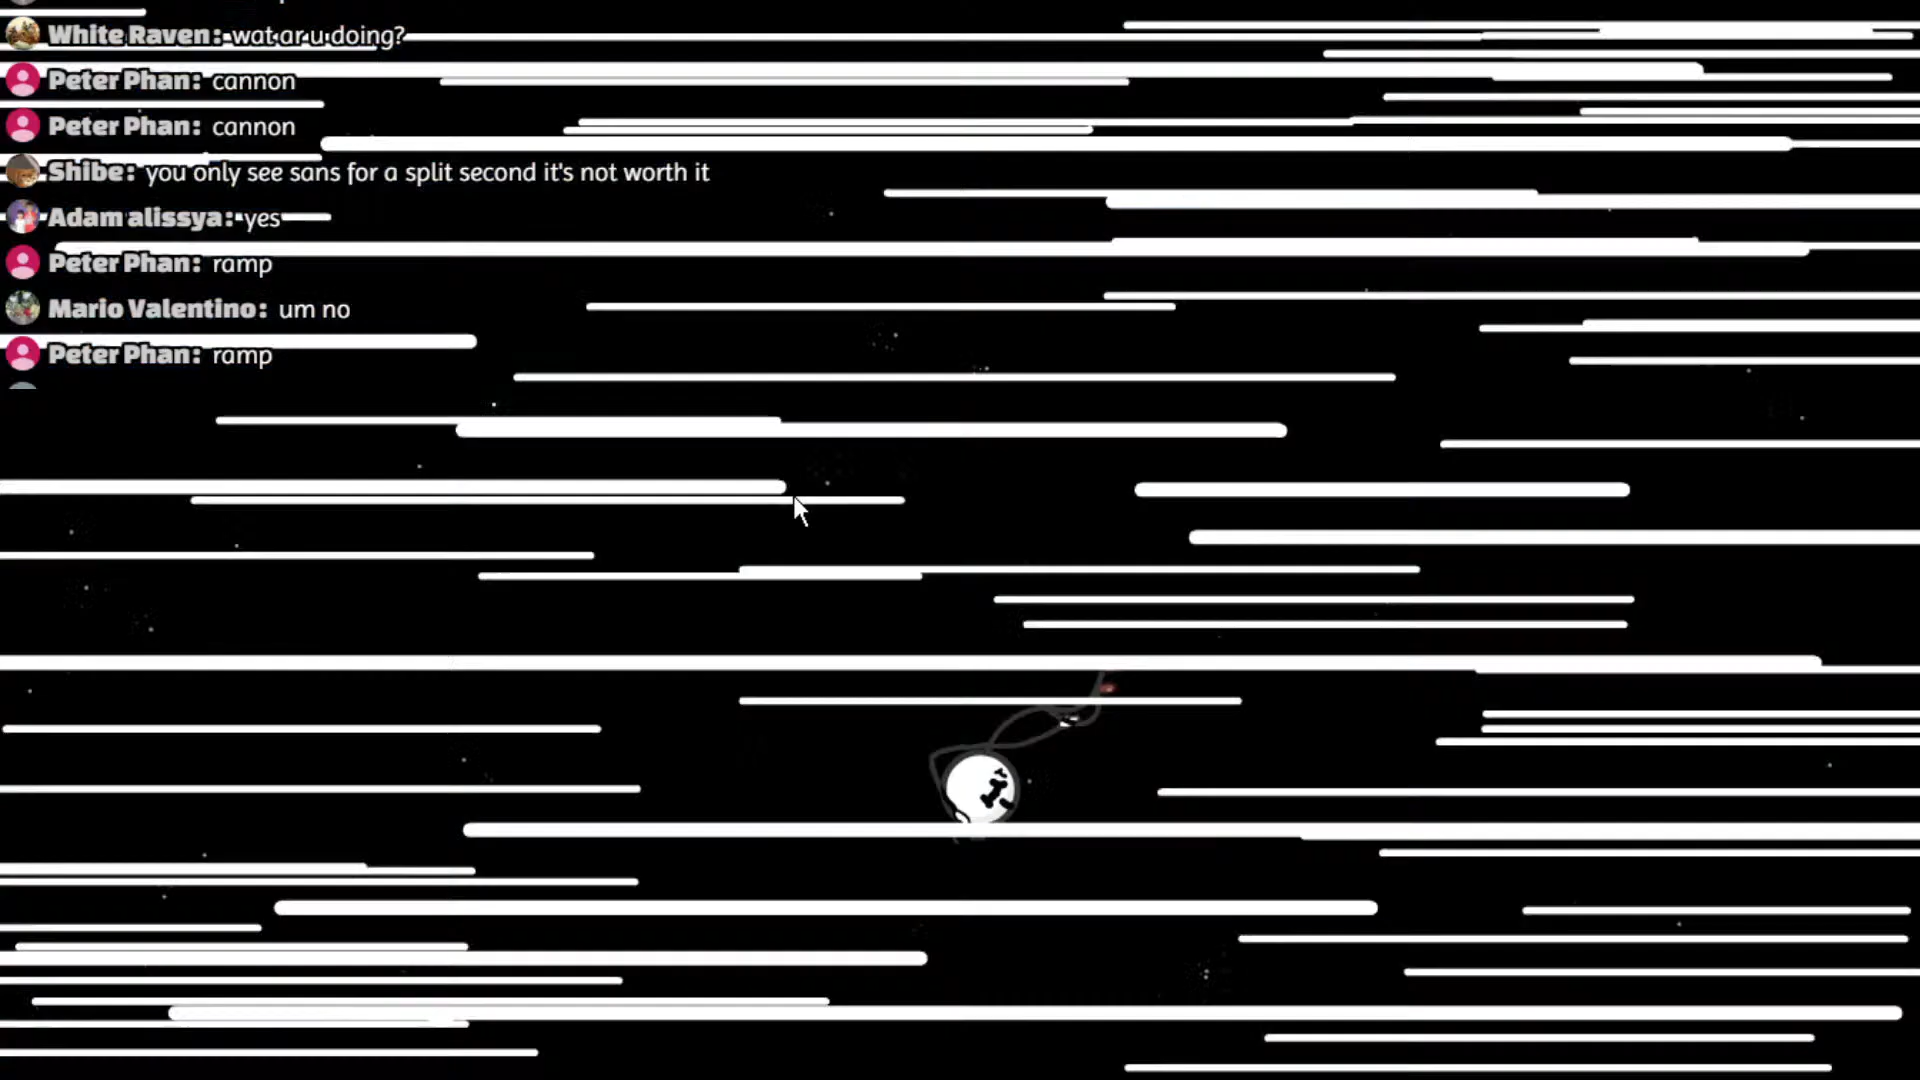 White Raven: wat ar u doing?
Peter Phan: cannon
Peter Phan: cannon
Shibe: you only see sans for a split second it's not worth it
Adam alissya: yes
Peter Phan: ramp
Mario Valentino: um no
Peter Phan: ramp